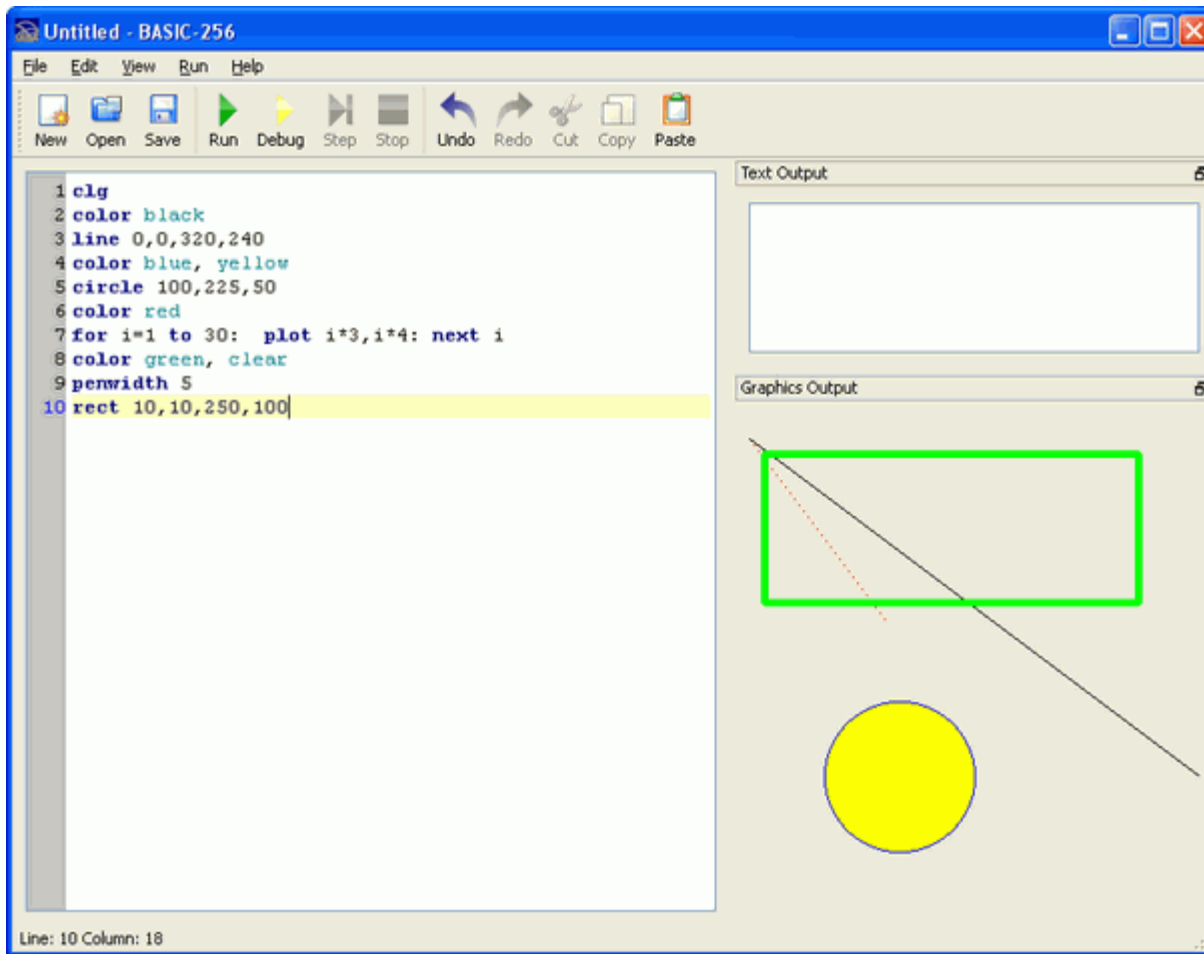 Untitled - BASIC-256
File Edit View Run Help
New Open Save Run Debug Step Stop Undo Redo Cut Copy Paste
1 clg
2 color black
3 line 0,0,320,240
4 color blue, yellow
5 circle 100,225,50
6 color red
7 for i=1 to 30:  plot i*3,i*4: next i
8 color green, clear
9 penwidth 5
10 rect 10,10,250,100
Text Output
Graphics Output
Line: 10 Column: 18